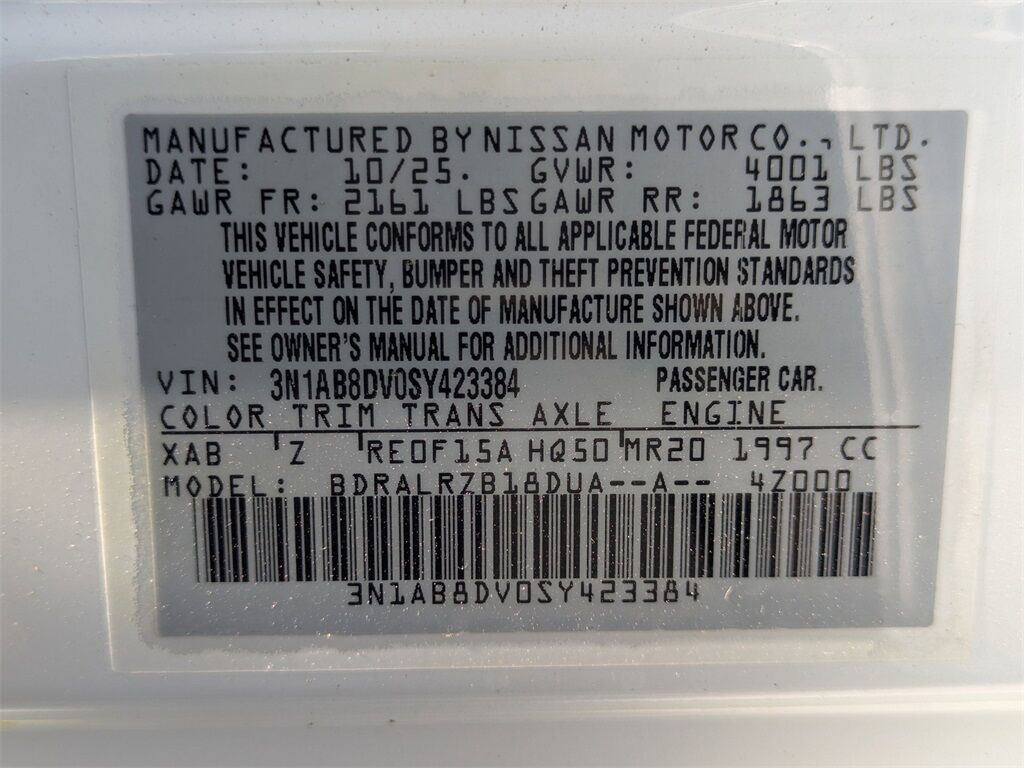 MANUFACTURED BY NISSAN MOTOR CO., LTD.
DATE: 10/25. GVWR: 4001 LBS
GAWR FR: 2161 LBS GAWR RR: 1863 LBS
THIS VEHICLE CONFORMS TO ALL APPLICABLE FEDERAL MOTOR
VEHICLE SAFETY, BUMPER AND THEFT PREVENTION STANDARDS
IN EFFECT ON THE DATE OF MANUFACTURE SHOWN ABOVE.
SEE OWNER'S MANUAL FOR ADDITIONAL INFORMATION.
VIN: 3N1AB8DV0SY423384 PASSENGER CAR.
COLOR TRIM TRANS AXLE ENGINE
XAB Z RE0F15A HQ50 MR20 1997 CC
MODEL: BDRALRZB18DUA--A-- 4Z000
3N1AB8DV0SY423384